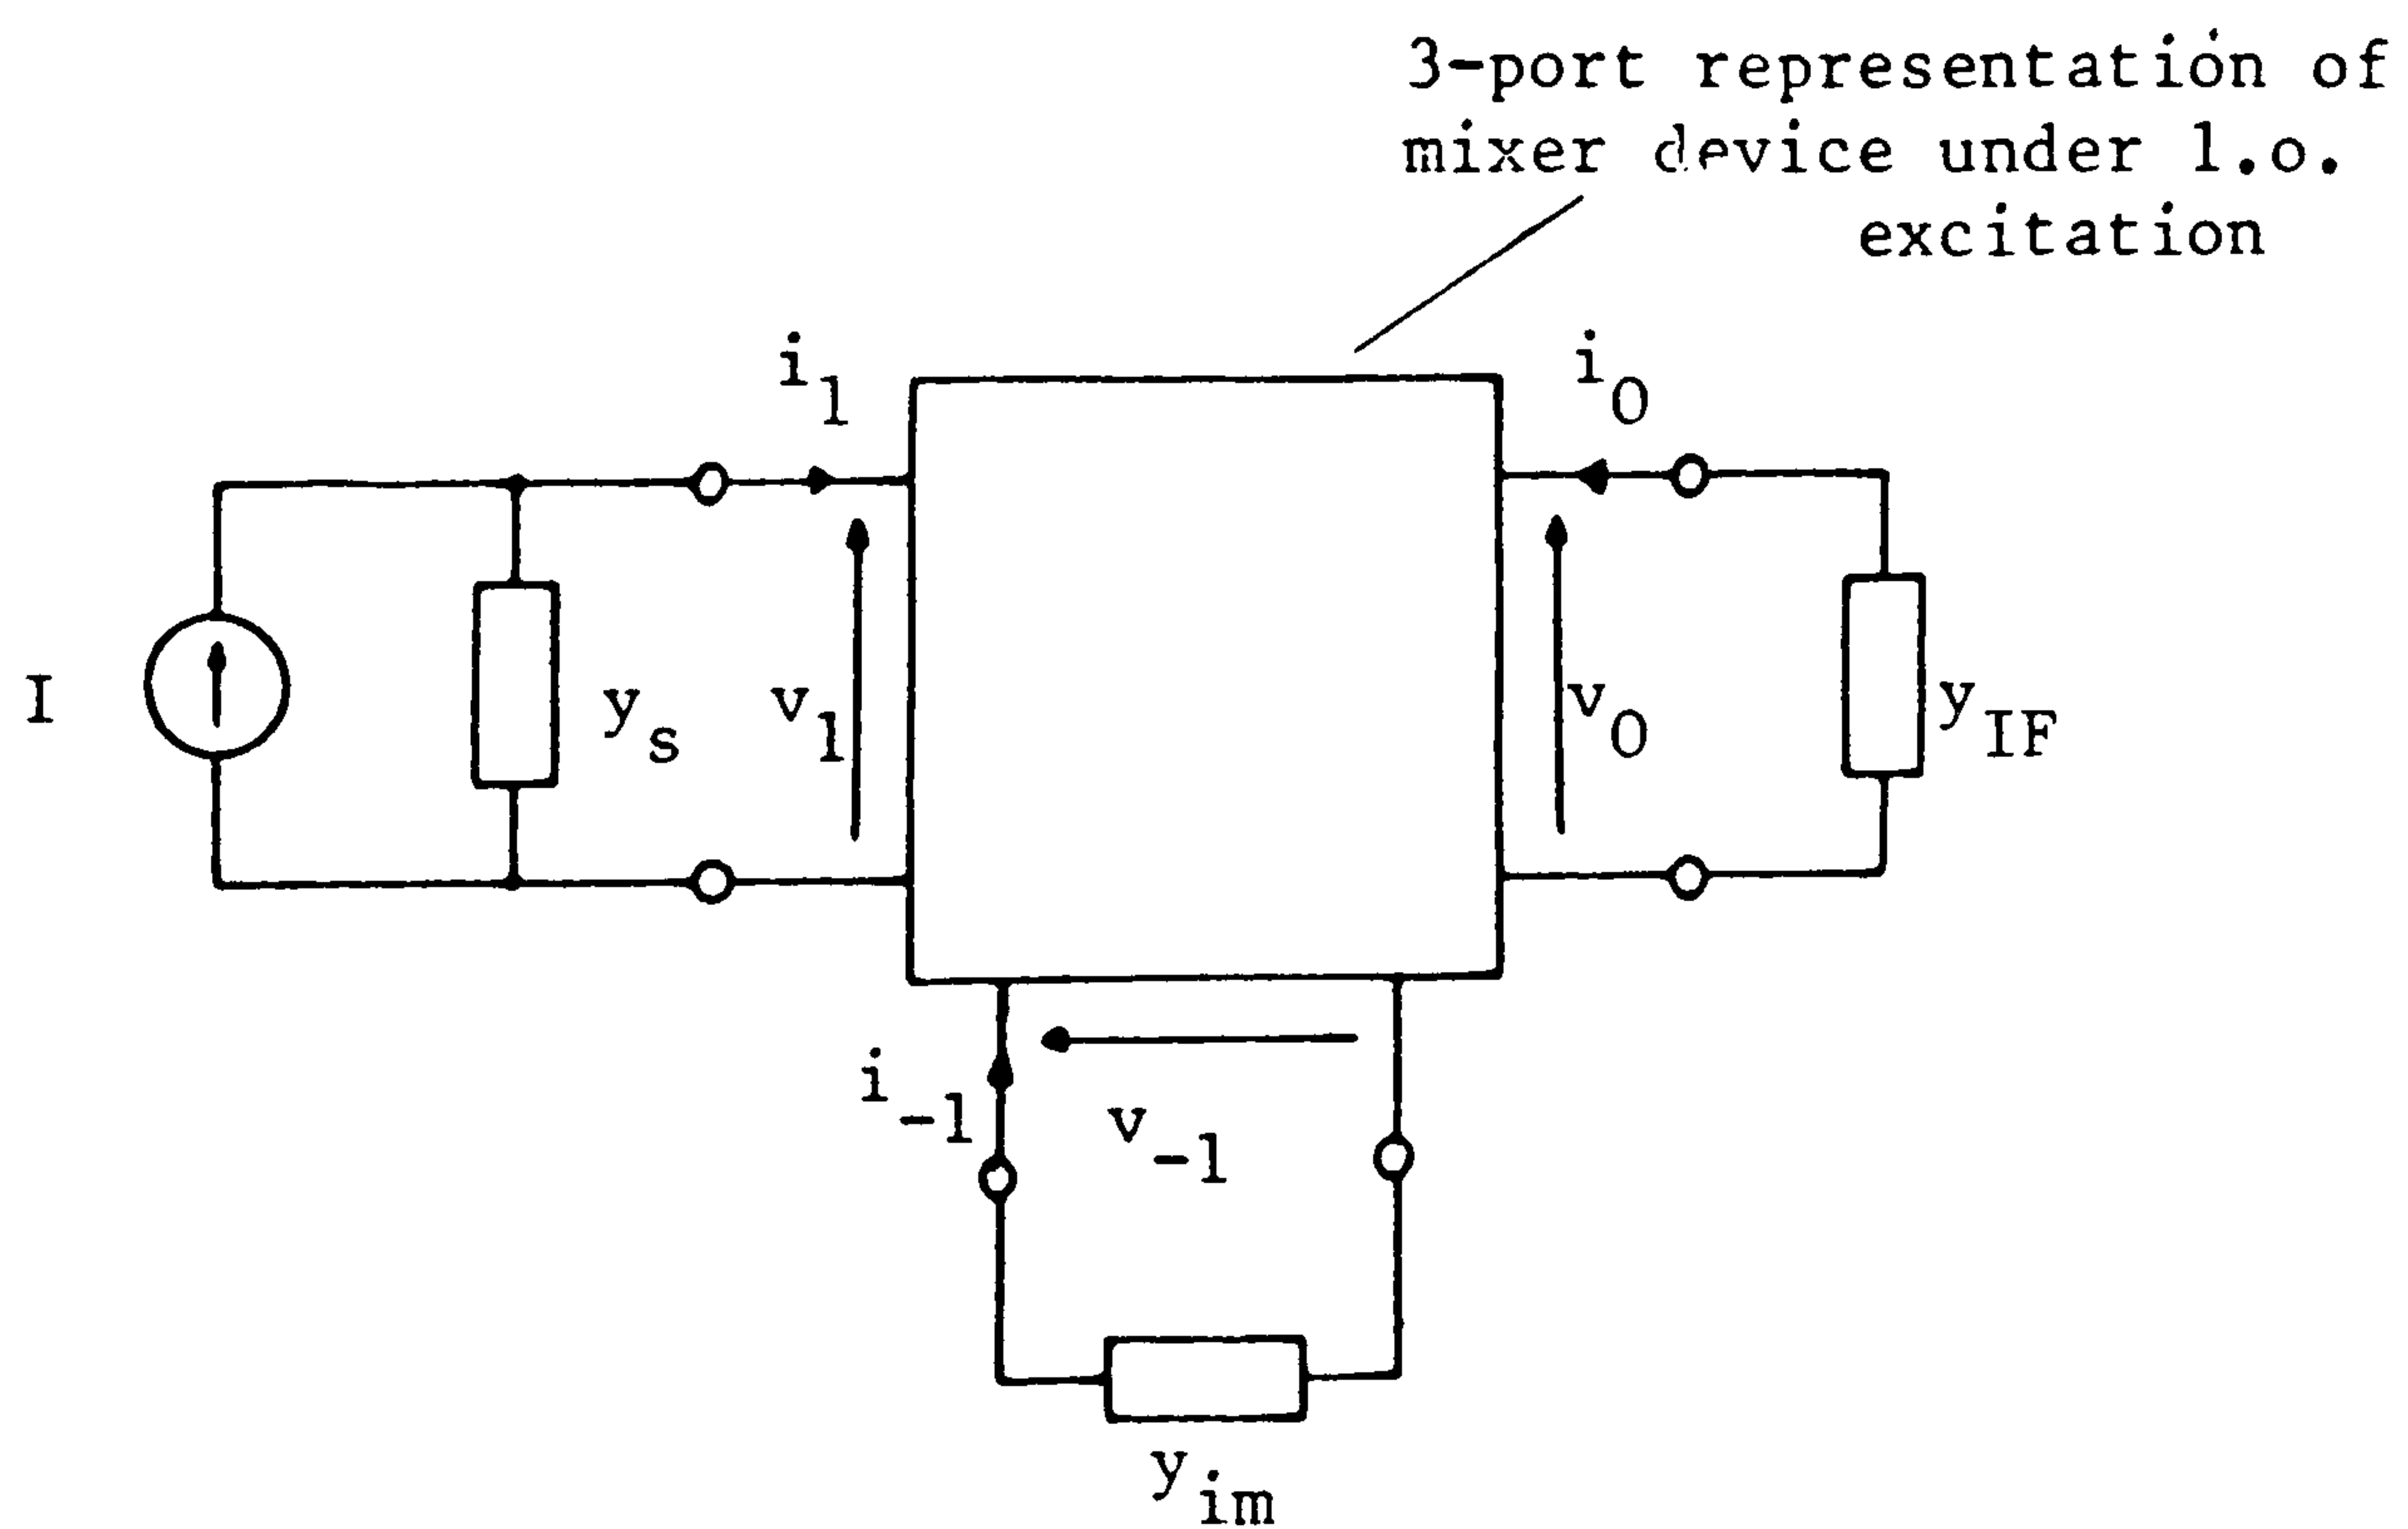 3-port representation of
mixer device under l.o.
excitation
i1
i0
I
ys
v1
v0
yIF
i-1
v-1
yim